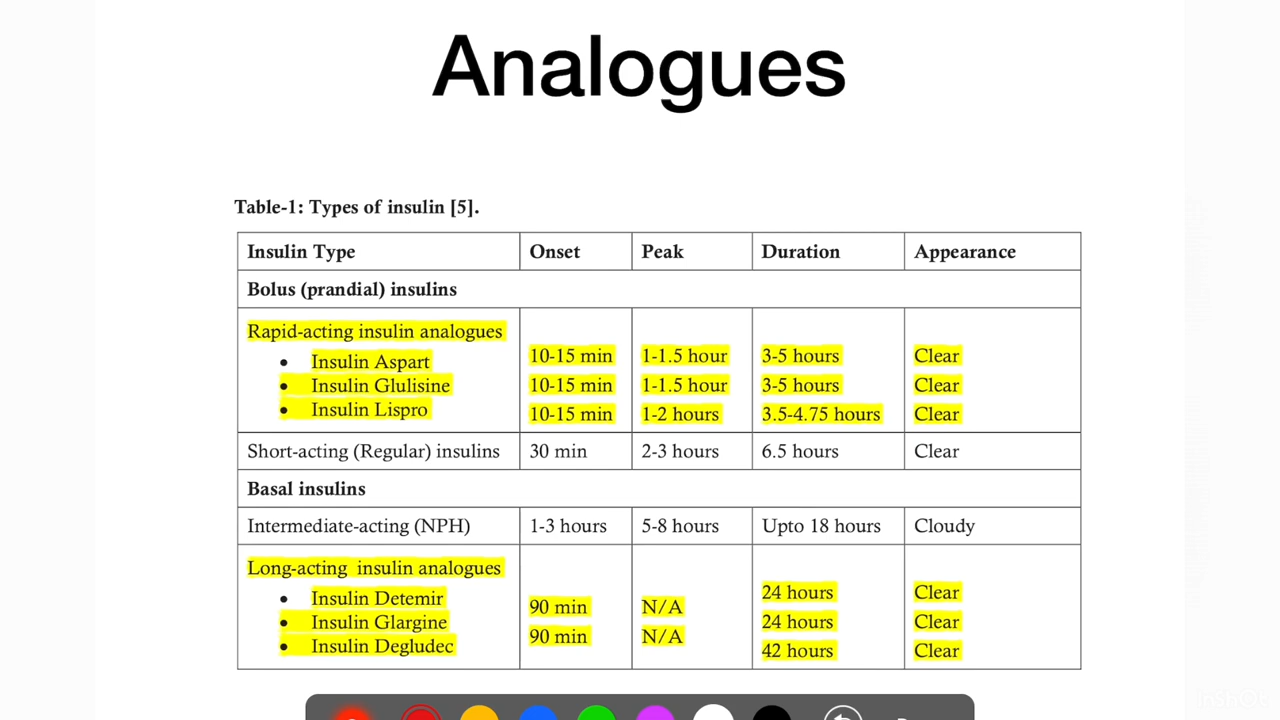 Analogues
Table-1: Types of insulin [5].
Insulin Type Onset Peak Duration Appearance
Bolus (prandial) insulins
Rapid-acting insulin analogues
• Insulin Aspart 10-15 min 1-1.5 hour 3-5 hours Clear
• Insulin Glulisine 10-15 min 1-1.5 hour 3-5 hours Clear
• Insulin Lispro 10-15 min 1-2 hours 3.5-4.75 hours Clear
Short-acting (Regular) insulins 30 min 2-3 hours 6.5 hours Clear
Basal insulins
Intermediate-acting (NPH) 1-3 hours 5-8 hours Upto 18 hours Cloudy
Long-acting insulin analogues
• Insulin Detemir 90 min N/A 24 hours Clear
• Insulin Glargine 90 min N/A 24 hours Clear
• Insulin Degludec 42 hours Clear
InShOt